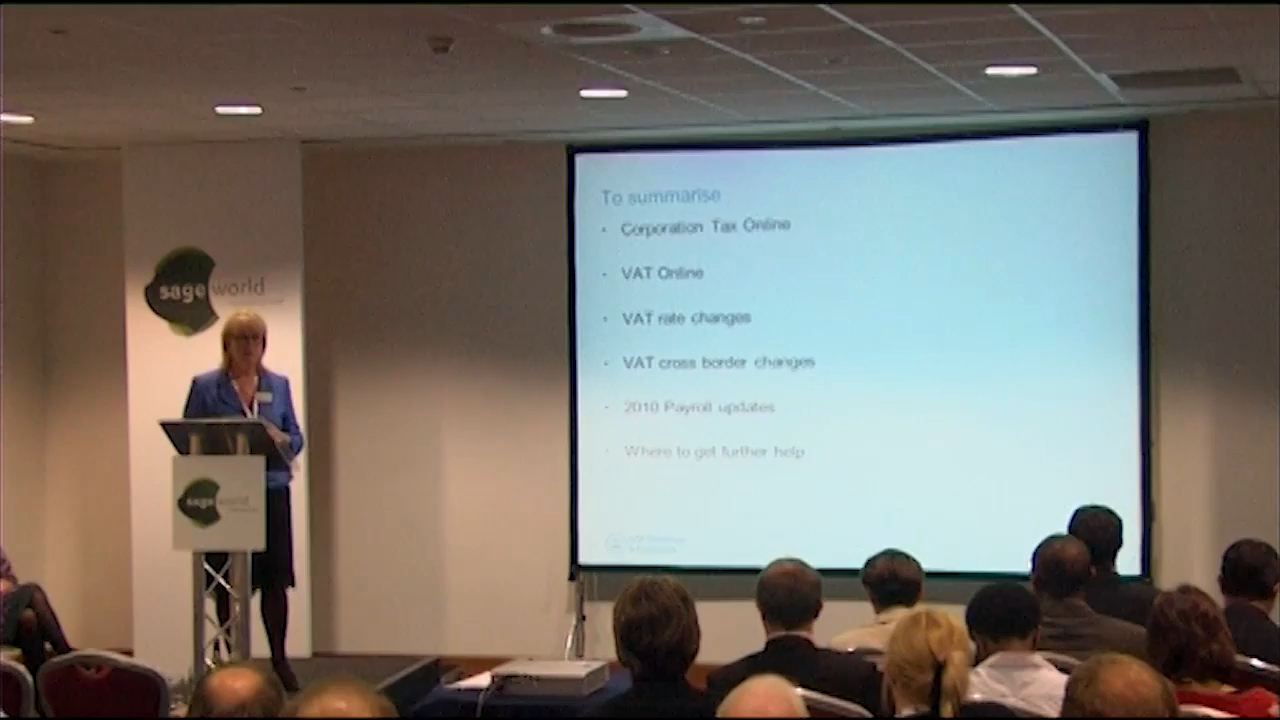 sage world
To summarise
• Corporation Tax Online
• VAT Online
• VAT rate changes
• VAT cross border changes
• 2010 Payroll updates
• Where to get further help
sage world